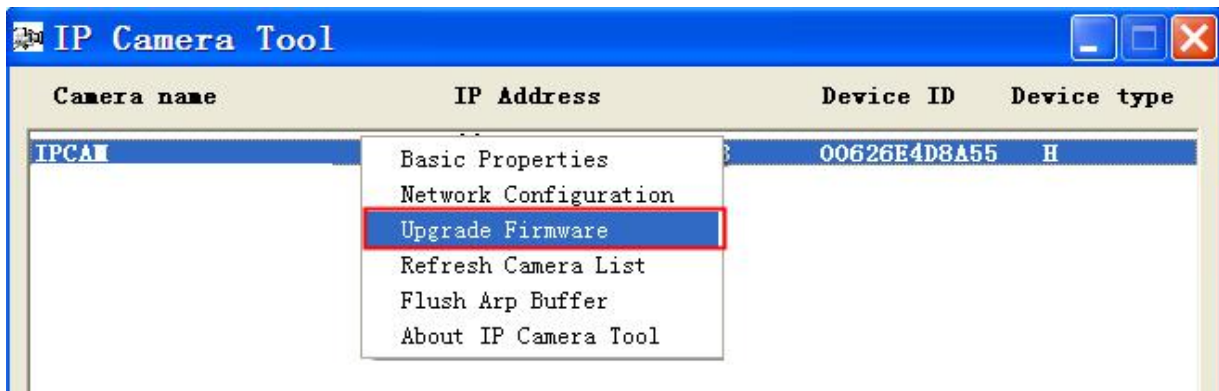 IP Camera Tool
Camera name IP Address Device ID Device type
IPCAM 00626E4D8A55 H
Basic Properties
Network Configuration
Upgrade Firmware
Refresh Camera List
Flush Arp Buffer
About IP Camera Tool